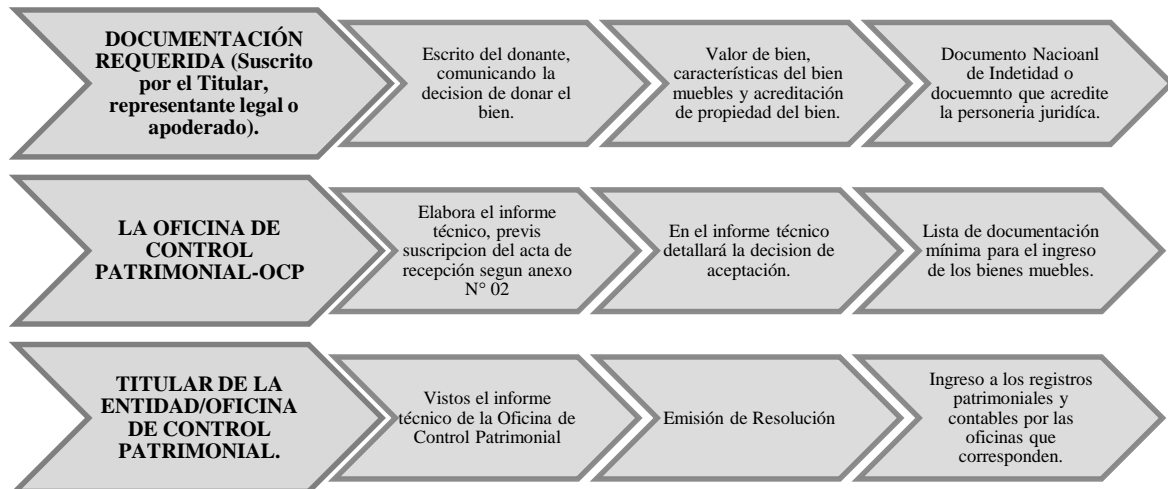 DOCUMENTACIÓN
REQUERIDA (Suscrito
por el Titular,
representante legal o
apoderado).
Escrito del donante,
comunicando la
decision de donar el
bien.
Valor de bien,
características del bien
muebles y acreditación
de propiedad del bien.
Documento Nacioanl
de Indetidad o
docuemnto que acredite
la personeria juridíca.
LA OFICINA DE
CONTROL
PATRIMONIAL-OCP
Elabora el informe
técnico, previs
suscripcion del acta de
recepción segun anexo
N° 02
En el informe técnico
detallará la decision de
aceptación.
Lista de documentación
mínima para el ingreso
de los bienes muebles.
TITULAR DE LA
ENTIDAD/OFICINA
DE CONTROL
PATRIMONIAL.
Vistos el informe
técnico de la Oficina de
Control Patrimonial
Emisión de Resolución
Ingreso a los registros
patrimoniales y
contables por las
oficinas que
corresponden.